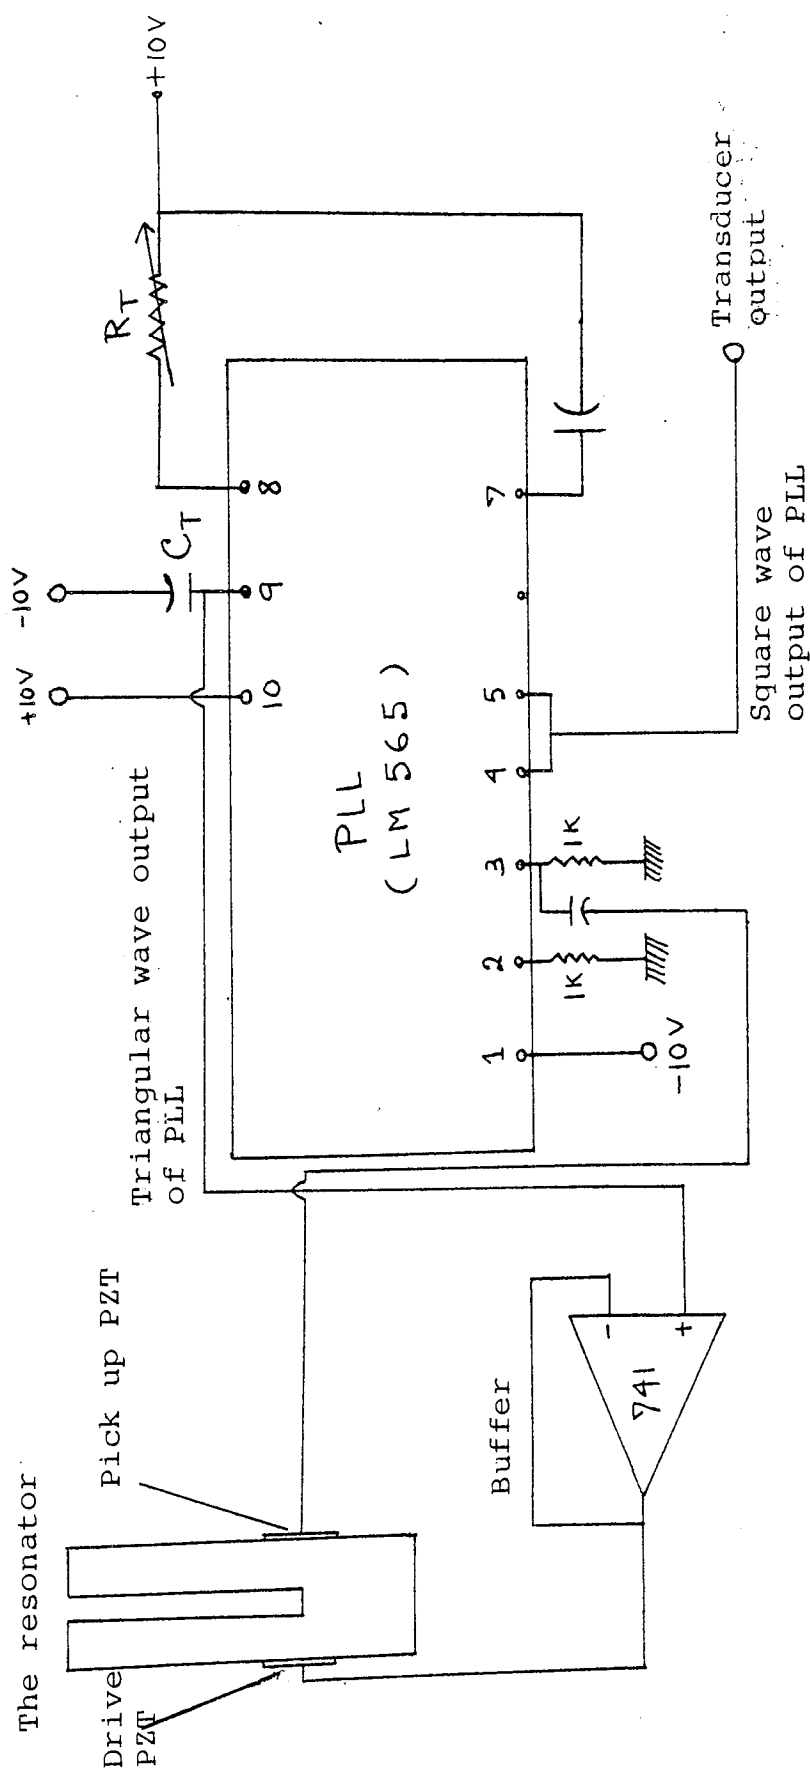 The resonator
Drive
PZT
Pick up PZT
Triangular wave output
of PLL
Buffer
741
-
+
+10V
-10V
C_T
R_T
+10V
10
9
8
PLL
(LM 565)
1
2
3
4
5
7
-10V
1K
1K
Square wave
output of PLL
Transducer
output